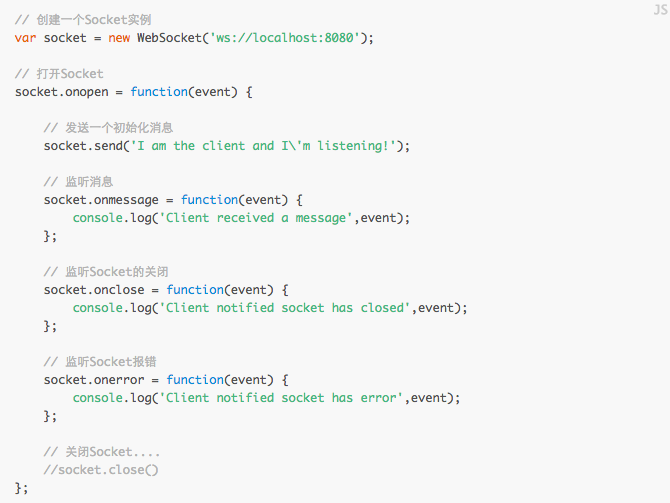 JS
// 创建一个Socket实例
var socket = new WebSocket('ws://localhost:8080');
// 打开Socket
socket.onopen = function(event) {
// 发送一个初始化消息
socket.send('I am the client and I\'m listening!');
// 监听消息
socket.onmessage = function(event) {
console.log('Client received a message',event);
};
// 监听Socket的关闭
socket.onclose = function(event) {
console.log('Client notified socket has closed',event);
};
// 监听Socket报错
socket.onerror = function(event) {
console.log('Client notified socket has error',event);
};
// 关闭Socket....
//socket.close()
};